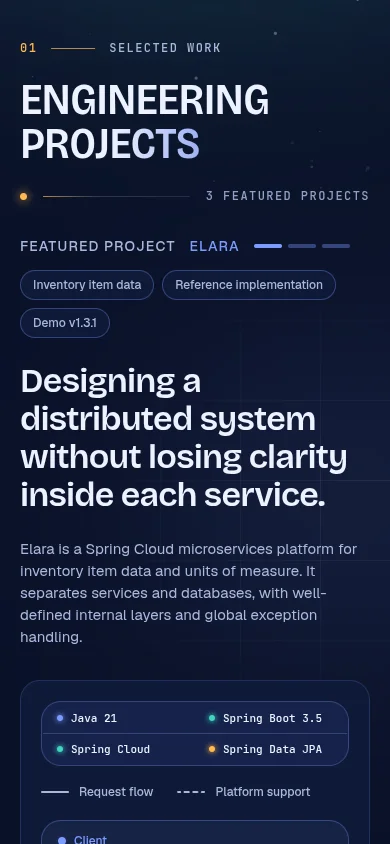 01 SELECTED WORK
ENGINEERING
PROJECTS
3 FEATURED PROJECTS
FEATURED PROJECT ELARA
Inventory item data Reference implementation
Demo v1.3.1
Designing a
distributed system
without losing clarity
inside each service.
Elara is a Spring Cloud microservices platform for
inventory item data and units of measure. It
separates services and databases, with well-
defined internal layers and global exception
handling.
Java 21 Spring Boot 3.5
Spring Cloud Spring Data JPA
Request flow Platform support
Client